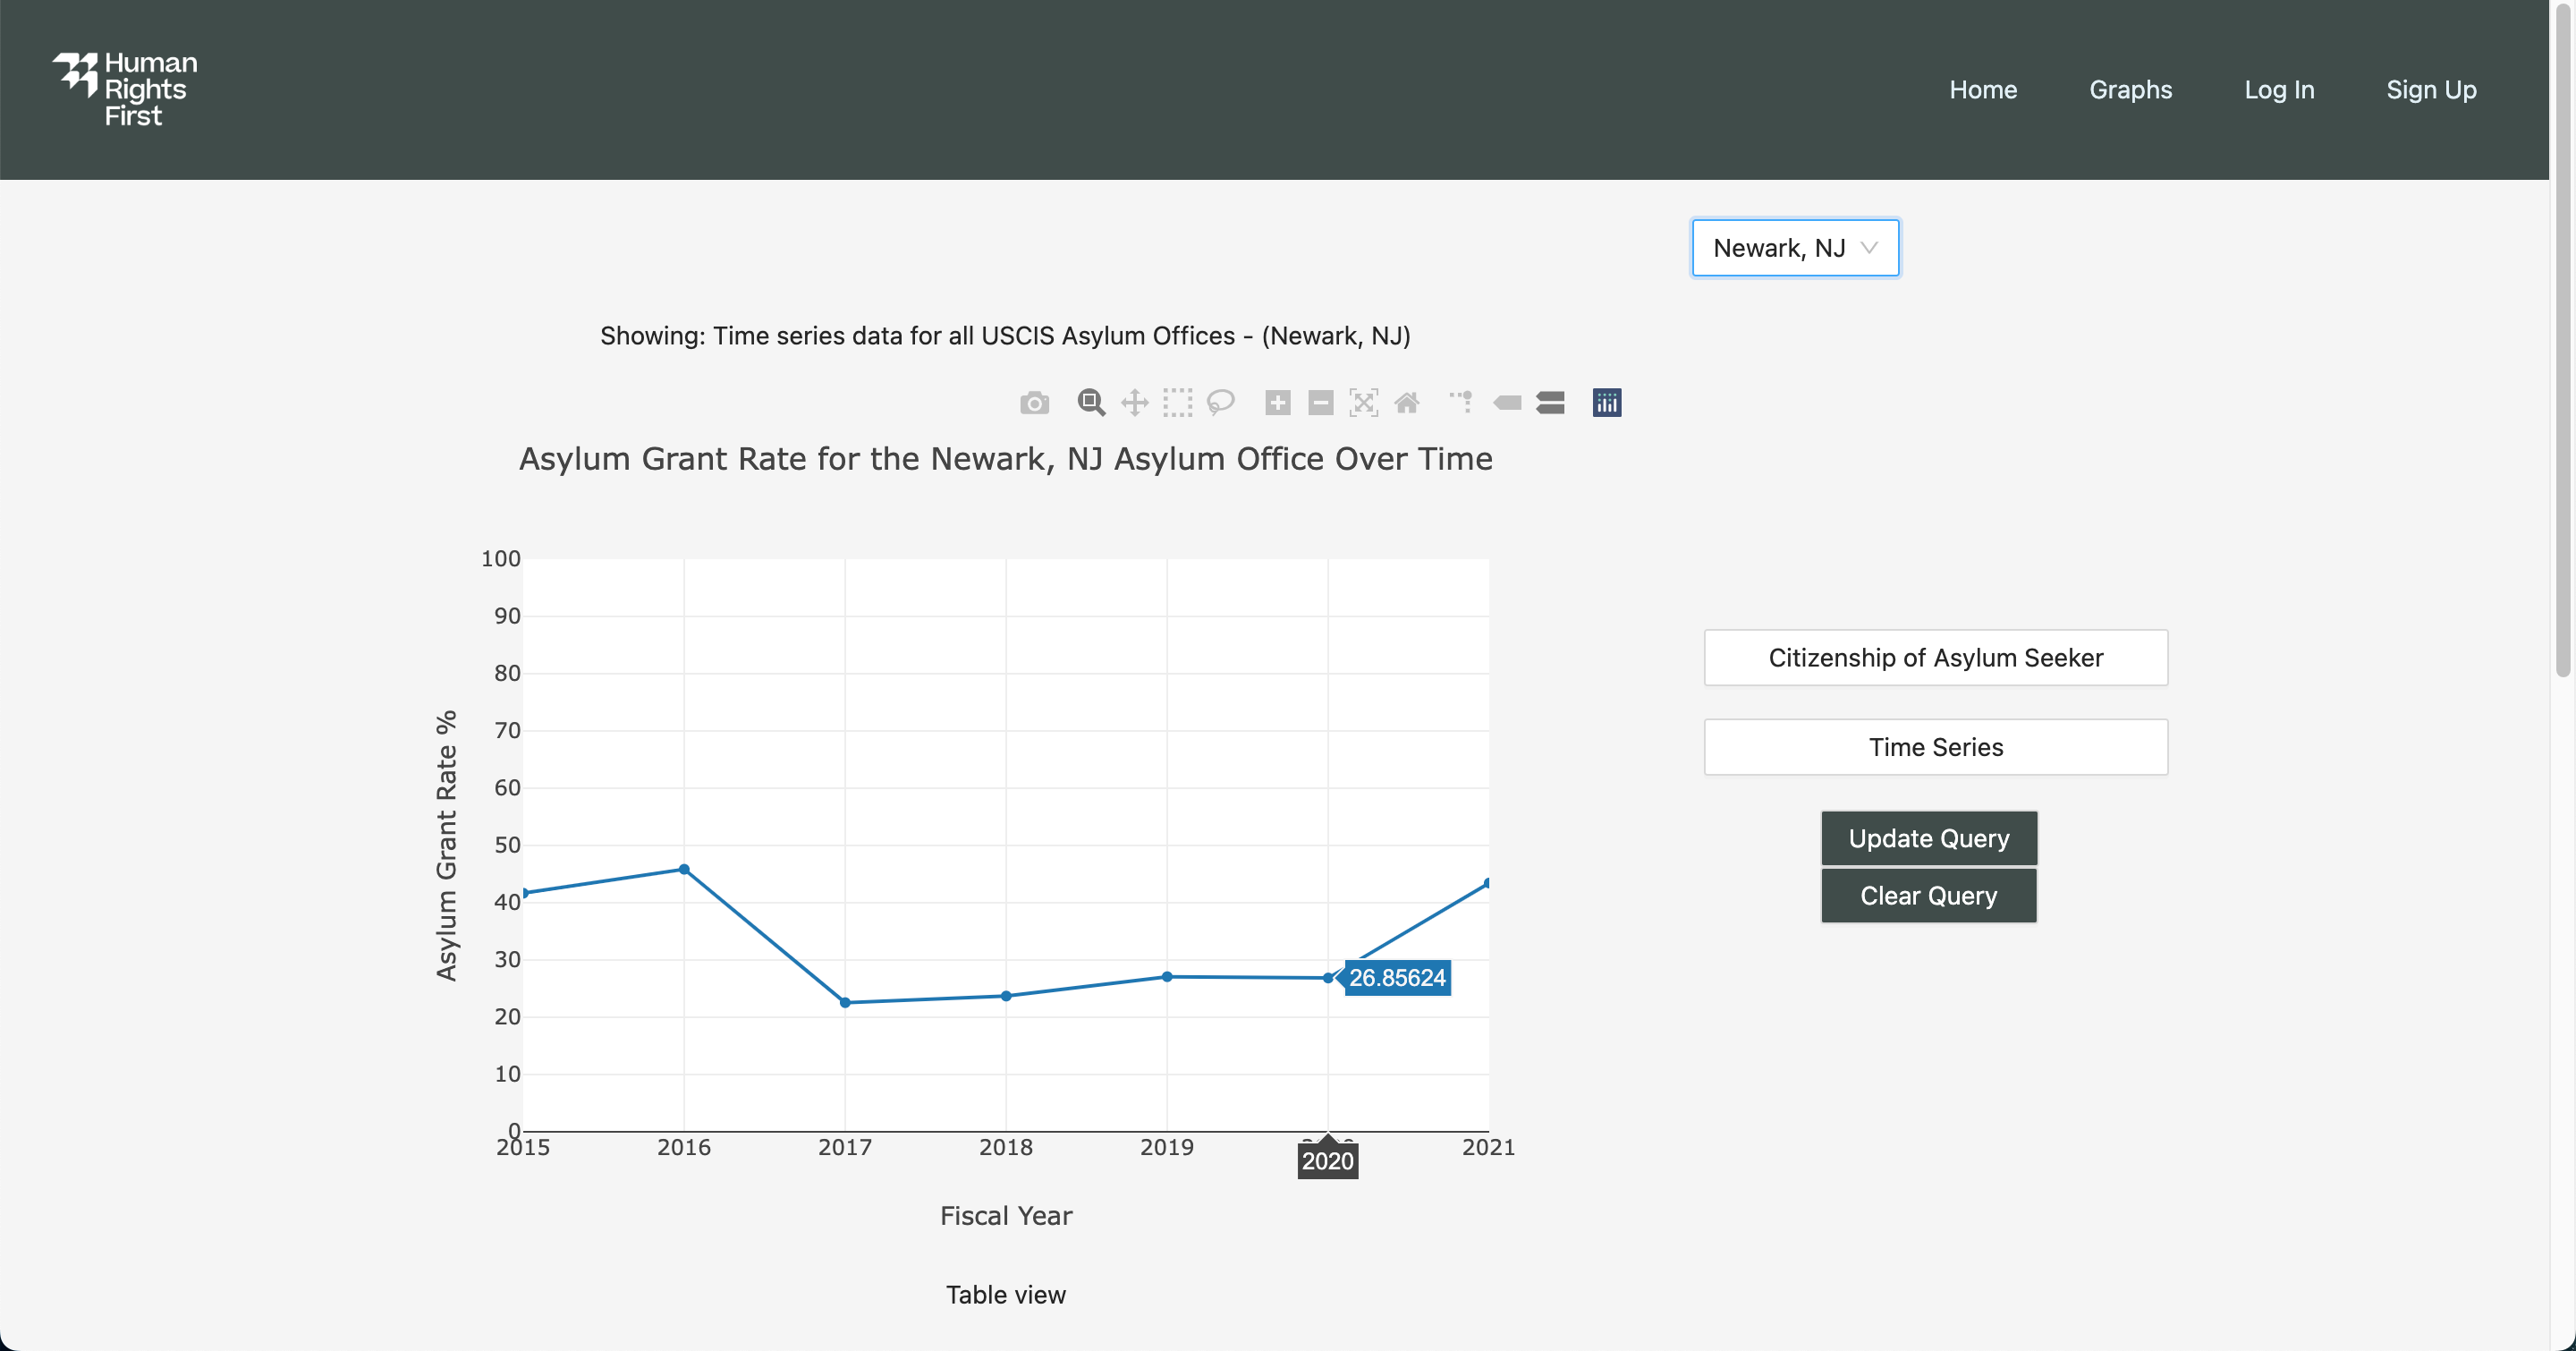 Human
Rights
First
Home
Graphs
Log In
Sign Up
Newark, NJ
Showing: Time series data for all USCIS Asylum Offices - (Newark, NJ)
Asylum Grant Rate for the Newark, NJ Asylum Office Over Time
100
90
80
70
60
50
40
30
20
10
0
Asylum Grant Rate %
26.85624
2015
2016
2017
2018
2019
2020
2021
Fiscal Year
Table view
Citizenship of Asylum Seeker
Time Series
Update Query
Clear Query